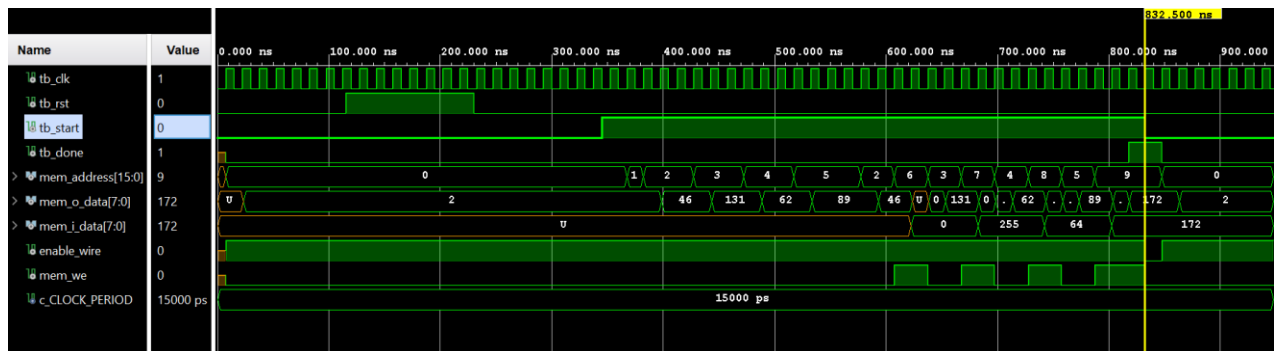 832.500 ns
Name Value 0.000 ns 100.000 ns 200.000 ns 300.000 ns 400.000 ns 500.000 ns 600.000 ns 700.000 ns 800.000 ns 900.000
tb_clk 1
tb_rst 0
tb_start 0
tb_done 1
mem_address[15:0] 9 0 1 2 3 4 5 2 6 3 7 4 8 5 9 0
mem_o_data[7:0] 172 U 2 46 131 62 89 46 U 0 131 0 . 62 . . 89 . 172 2
mem_i_data[7:0] 172 U 0 255 64 172
enable_wire 0
mem_we 0
c_CLOCK_PERIOD 15000 ps 15000 ps